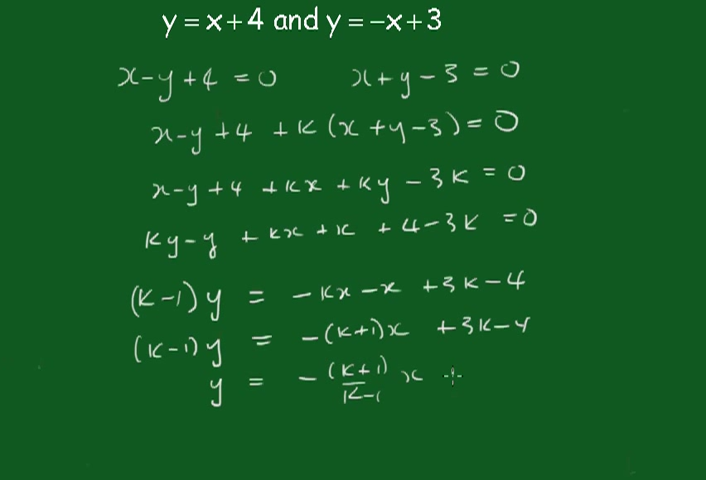 y = x + 4 and y = -x + 3
x - y + 4 = 0 x + y - 3 = 0
x - y + 4 + k (x + y - 3) = 0
x - y + 4 + kx + ky - 3k = 0
ky - y + kx + x + 4 - 3k = 0
(k - 1) y = - kx - x + 3k - 4
(k - 1) y = - (k + 1) x + 3k - 4
y = - (k + 1) / k - 1 x +